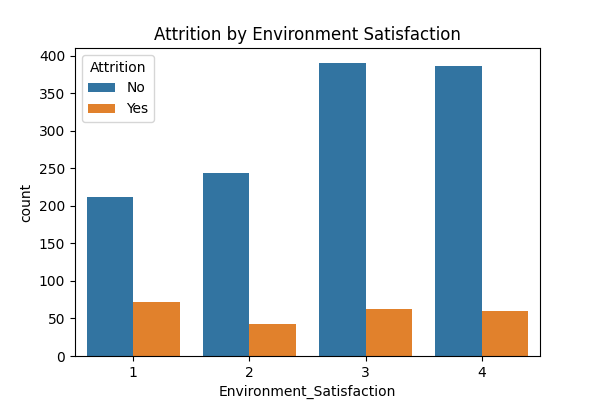 Attrition by Environment Satisfaction
Attrition
No
Yes
count
400
350
300
250
200
150
100
50
0
1 2 3 4
Environment_Satisfaction